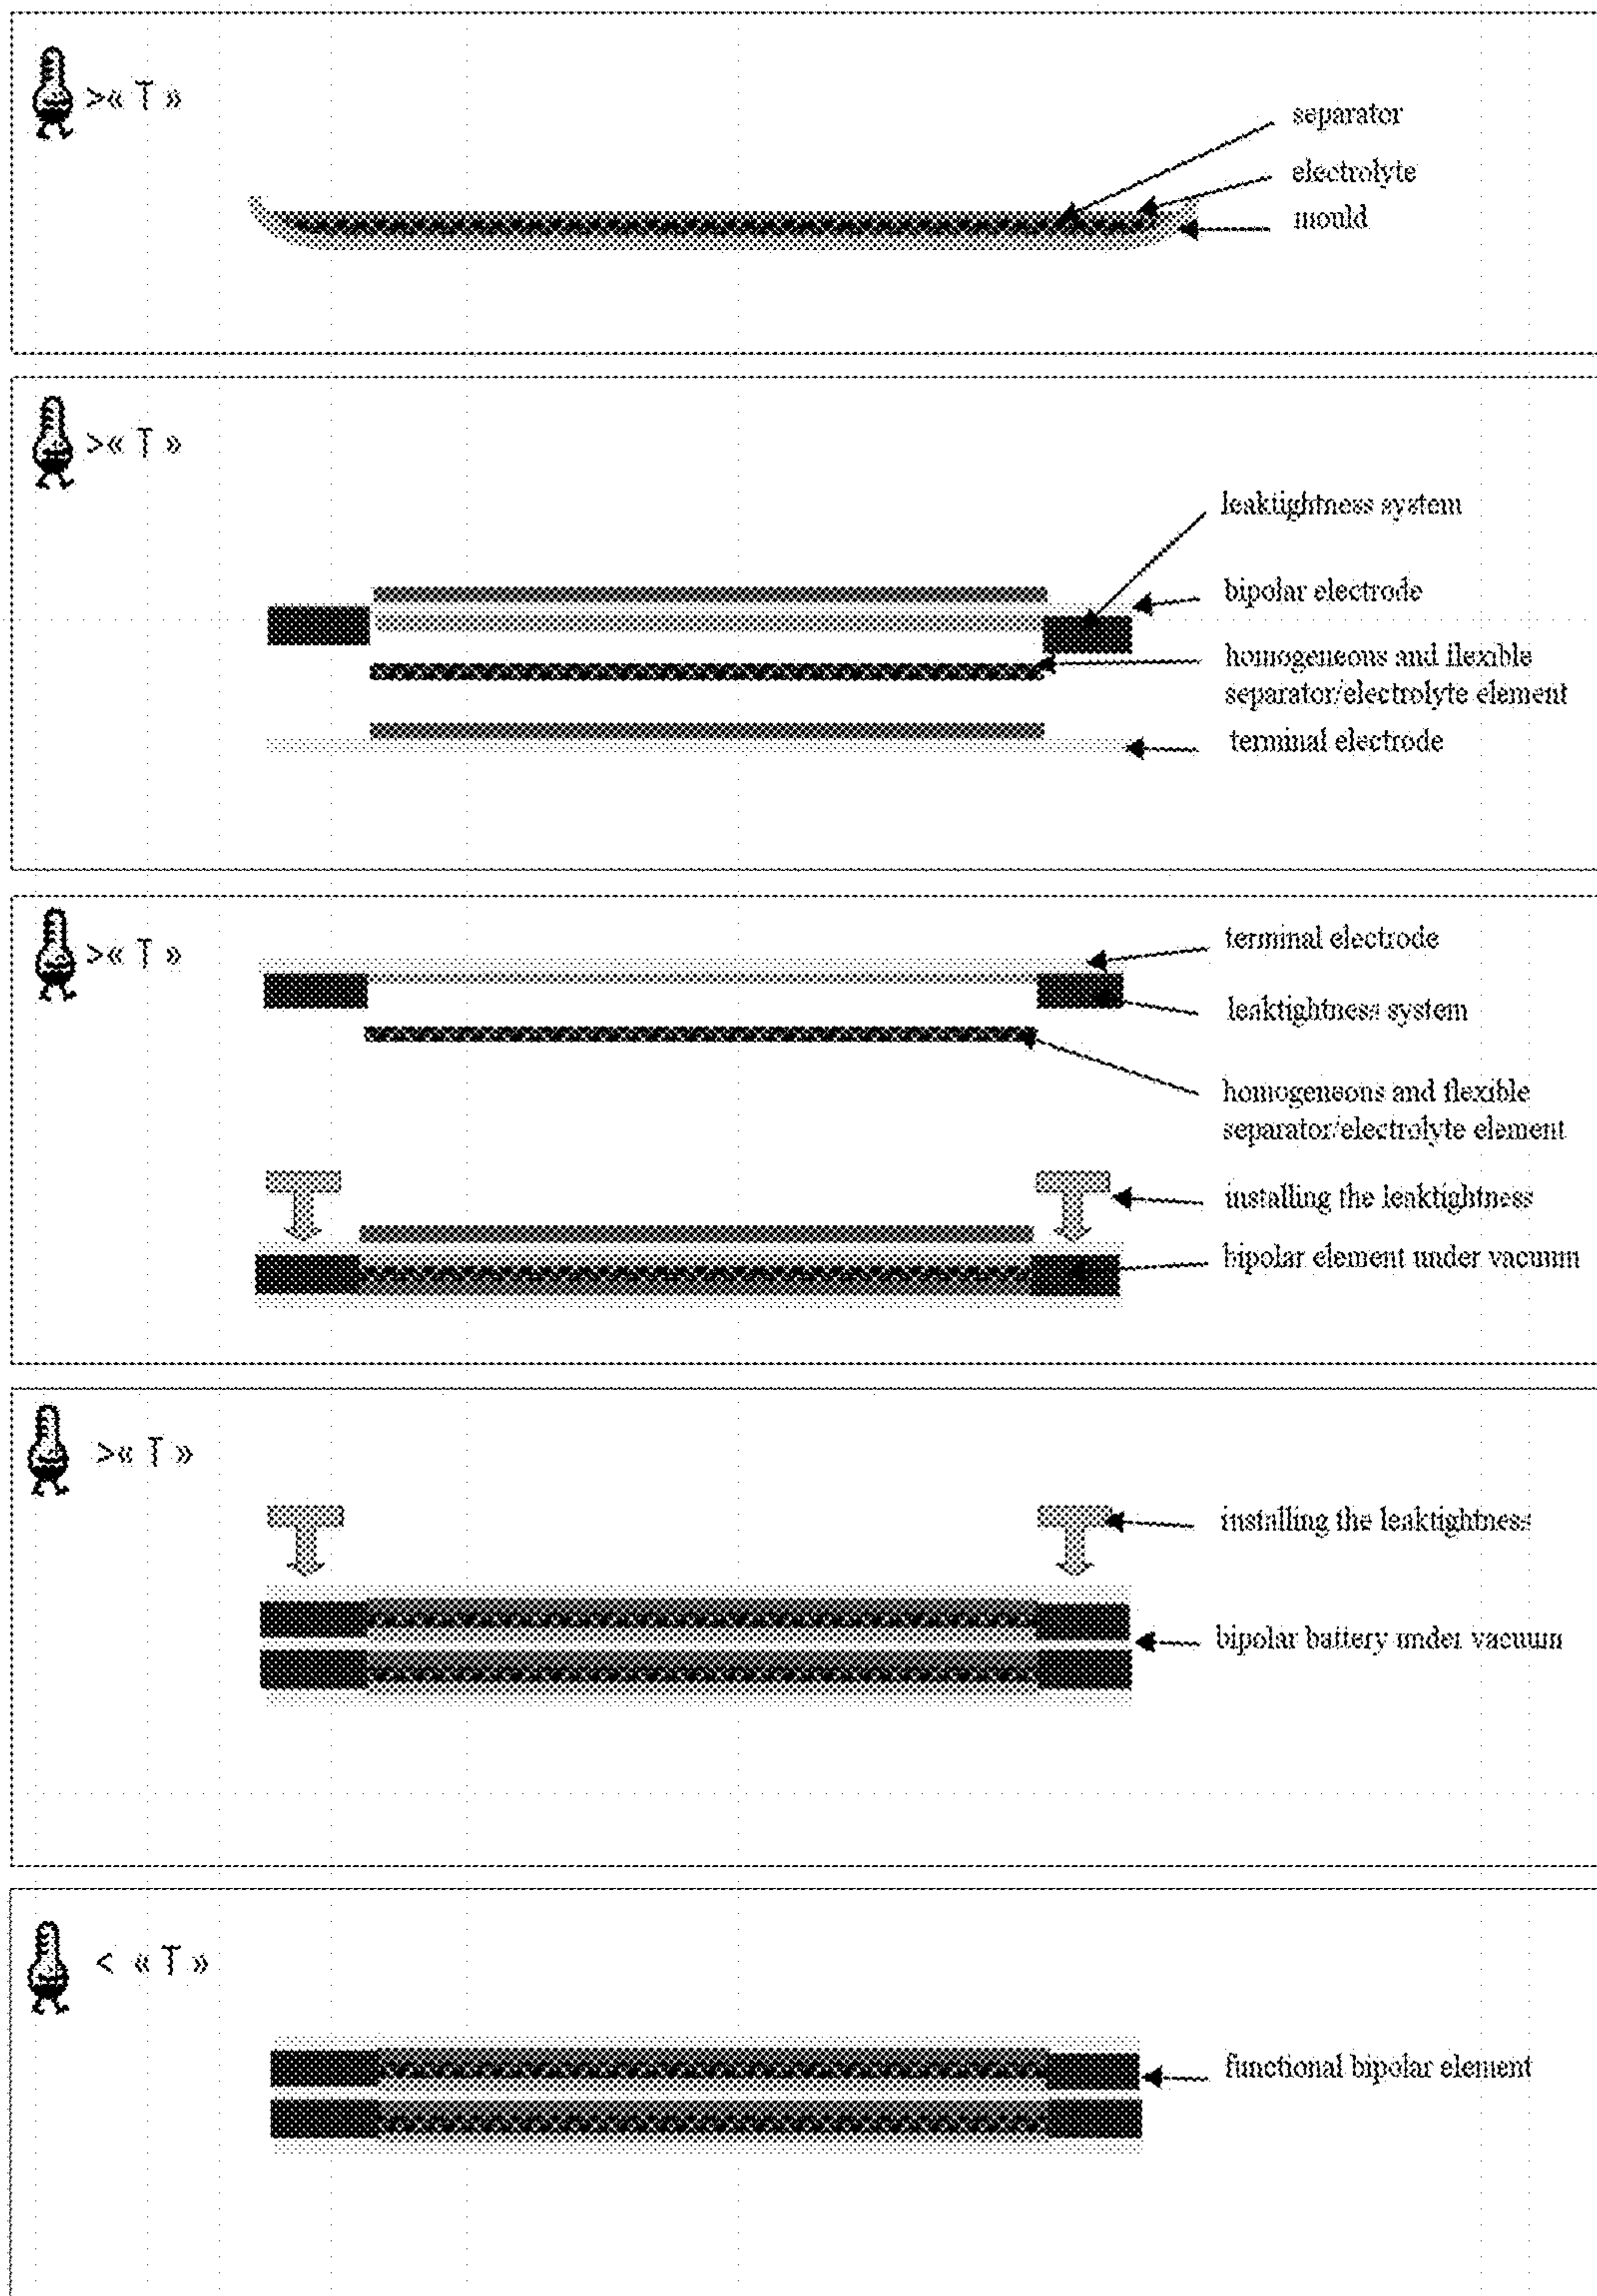 >« T »
separator
electrolyte
mould
>« T »
leaktightness system
bipolar electrode
homogeneous and flexible
separator/electrolyte element
terminal electrode
>« T »
terminal electrode
leaktightness system
homogeneous and flexible
separator/electrolyte element
installing the leaktightness
bipolar element under vacuum
>« T »
installing the leaktightness
bipolar battery under vacuum
< « T »
functional bipolar element